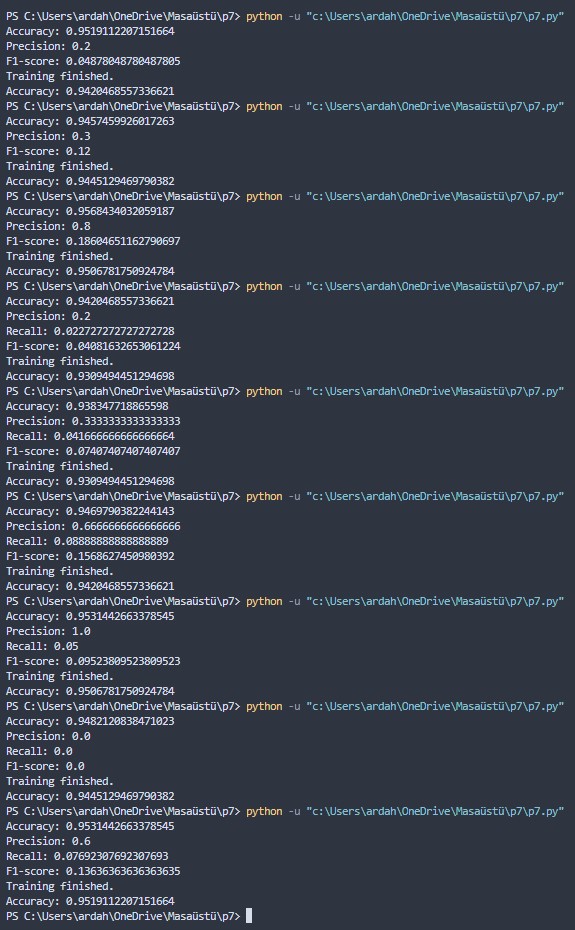 PS C:\Users\ardah\OneDrive\Masaüstü\p7> python -u "c:\Users\ardah\OneDrive\Masaüstü\p7\p7.py"
Accuracy: 0.9519112207151664
Precision: 0.2
F1-score: 0.04878048780487805
Training finished.
Accuracy: 0.9420468557336621
PS C:\Users\ardah\OneDrive\Masaüstü\p7> python -u "c:\Users\ardah\OneDrive\Masaüstü\p7\p7.py"
Accuracy: 0.9457459926017263
Precision: 0.3
F1-score: 0.12
Training finished.
Accuracy: 0.9445129469790382
PS C:\Users\ardah\OneDrive\Masaüstü\p7> python -u "c:\Users\ardah\OneDrive\Masaüstü\p7\p7.py"
Accuracy: 0.9568434032059187
Precision: 0.8
F1-score: 0.18604651162790697
Training finished.
Accuracy: 0.9506781750924784
PS C:\Users\ardah\OneDrive\Masaüstü\p7> python -u "c:\Users\ardah\OneDrive\Masaüstü\p7\p7.py"
Accuracy: 0.9420468557336621
Precision: 0.2
Recall: 0.022727272727272728
F1-score: 0.04081632653061224
Training finished.
Accuracy: 0.9309494451294698
PS C:\Users\ardah\OneDrive\Masaüstü\p7> python -u "c:\Users\ardah\OneDrive\Masaüstü\p7\p7.py"
Accuracy: 0.938347718865598
Precision: 0.3333333333333333
Recall: 0.041666666666666664
F1-score: 0.07407407407407407
Training finished.
Accuracy: 0.9309494451294698
PS C:\Users\ardah\OneDrive\Masaüstü\p7> python -u "c:\Users\ardah\OneDrive\Masaüstü\p7\p7.py"
Accuracy: 0.9469790382244143
Precision: 0.6666666666666666
Recall: 0.08888888888888889
F1-score: 0.1568627450980392
Training finished.
Accuracy: 0.9420468557336621
PS C:\Users\ardah\OneDrive\Masaüstü\p7> python -u "c:\Users\ardah\OneDrive\Masaüstü\p7\p7.py"
Accuracy: 0.9531442663378545
Precision: 1.0
Recall: 0.05
F1-score: 0.09523809523809523
Training finished.
Accuracy: 0.9506781750924784
PS C:\Users\ardah\OneDrive\Masaüstü\p7> python -u "c:\Users\ardah\OneDrive\Masaüstü\p7\p7.py"
Accuracy: 0.9482120838471023
Precision: 0.0
Recall: 0.0
F1-score: 0.0
Training finished.
Accuracy: 0.9445129469790382
PS C:\Users\ardah\OneDrive\Masaüstü\p7> python -u "c:\Users\ardah\OneDrive\Masaüstü\p7\p7.py"
Accuracy: 0.9531442663378545
Precision: 0.6
Recall: 0.07692307692307693
F1-score: 0.13636363636363635
Training finished.
Accuracy: 0.9519112207151664
PS C:\Users\ardah\OneDrive\Masaüstü\p7>